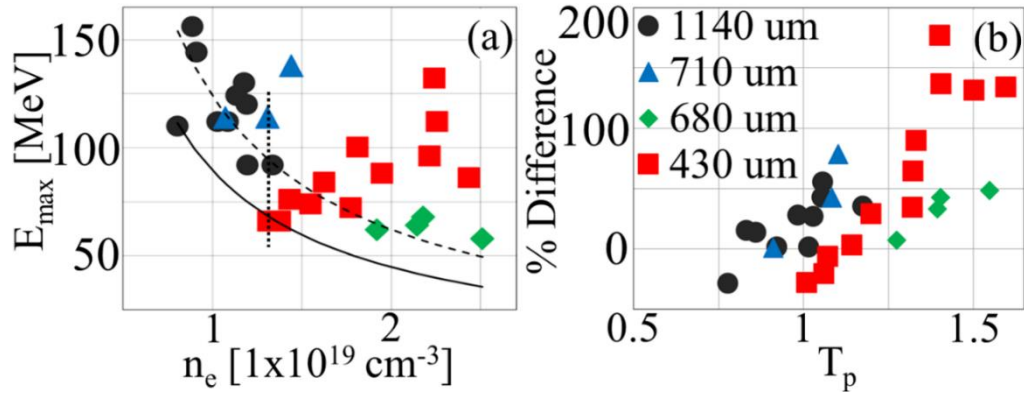 (a)
150
100
50
E_max [MeV]
1
2
n_e [1x10^19 cm^-3]
(b)
200
100
0
% Difference
1140 um
710 um
680 um
430 um
0.5
1
1.5
T_p